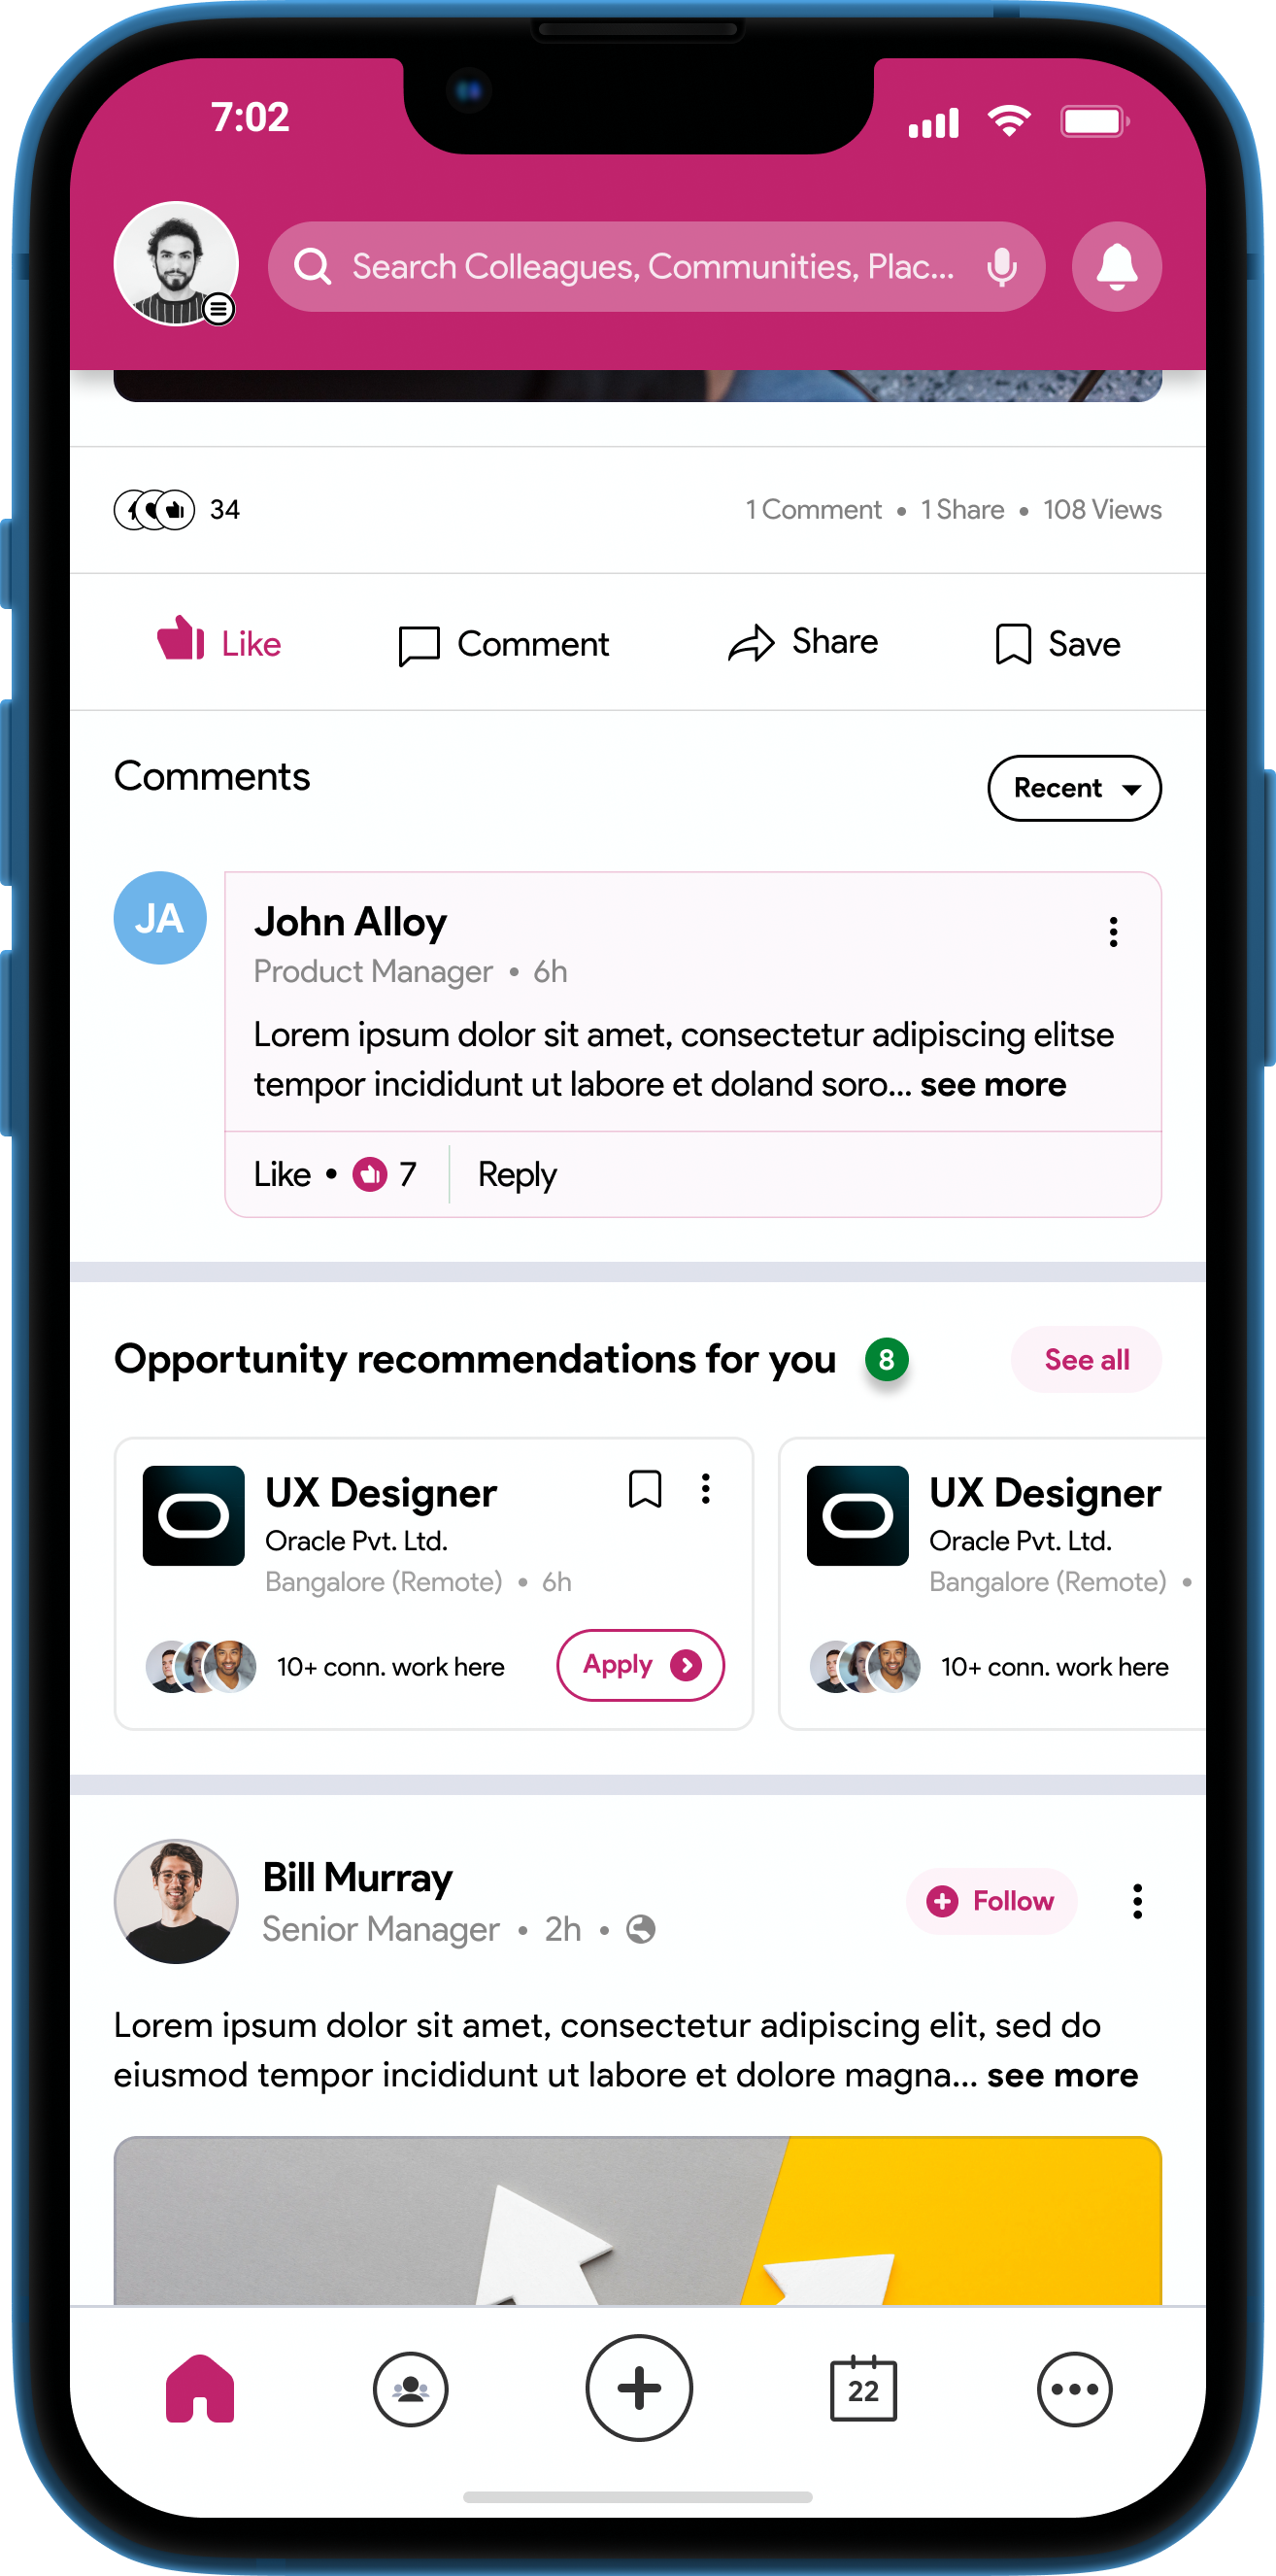 7:02
Search Colleagues, Communities, Plac...
34
1 Comment • 1 Share • 108 Views
Like
Comment
Share
Save
Comments
Recent
JA
John Alloy
Product Manager • 6h
Lorem ipsum dolor sit amet, consectetur adipiscing elitse
tempor incididunt ut labore et doland soro... see more
Like • 7
Reply
Opportunity recommendations for you
8
See all
UX Designer
Oracle Pvt. Ltd.
Bangalore (Remote) • 6h
10+ conn. work here
Apply
UX Designer
Oracle Pvt. Ltd.
Bangalore (Remote) •
10+ conn. work here
Bill Murray
Senior Manager • 2h •
Follow
Lorem ipsum dolor sit amet, consectetur adipiscing elit, sed do
eiusmod tempor incididunt ut labore et dolore magna... see more
22